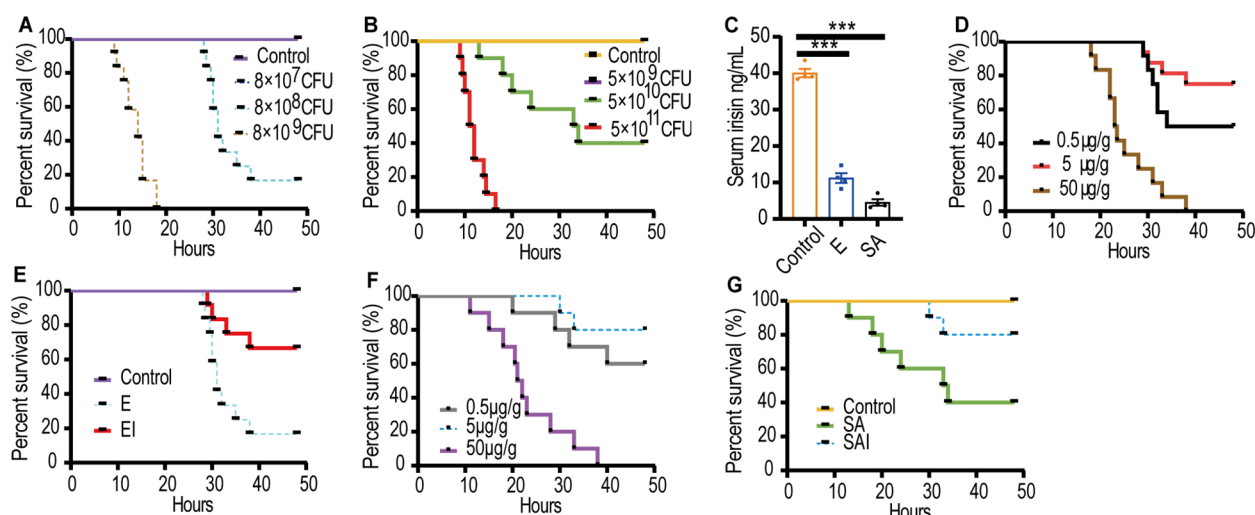 A
Percent survival (%)
100
80
60
40
20
0
0 10 20 30 40 50
Hours
Control
8×10⁷CFU
8×10⁸CFU
8×10⁹CFU
B
Percent survival (%)
100
80
60
40
20
0
0 10 20 30 40 50
Hours
Control
5×10⁹CFU
5×10¹⁰CFU
5×10¹¹CFU
C
Serum irisin ng/mL
50
40
30
20
10
0
***
***
Control
E
SA
D
Percent survival (%)
100
80
60
40
20
0
0 10 20 30 40 50
Hours
0.5 µg/g
5 µg/g
50 µg/g
E
Percent survival (%)
100
80
60
40
20
0
0 10 20 30 40 50
Hours
Control
E
EI
F
Percent survival (%)
100
80
60
40
20
0
0 10 20 30 40 50
Hours
0.5µg/g
5µg/g
50µg/g
G
Percent survival (%)
100
80
60
40
20
0
0 10 20 30 40 50
Hours
Control
SA
SAI